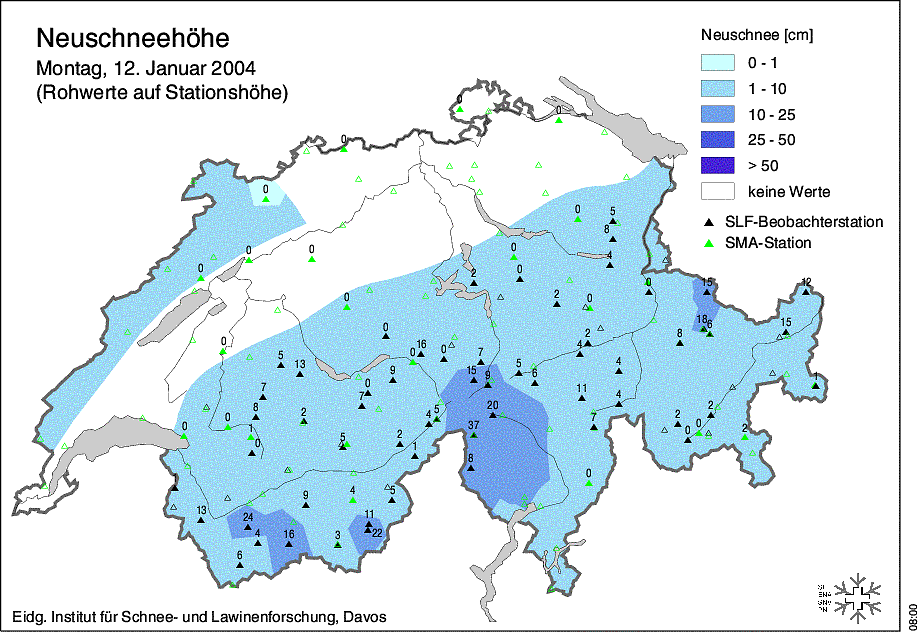 Neuschneehöhe
Montag, 12. Januar 2004
(Rohwerte auf Stationshöhe)
Neuschnee [cm]
0 - 1
1 - 10
10 - 25
25 - 50
> 50
keine Werte
SLF-Beobachterstation
SMA-Station
0
0
0
0
0 5
8
0 0 0 4
0
2 0 0 15 12
0 2 0
18 6 15
0 2 8
0 16 0 7 4
5 13 0 5 6 4 1
7 0 9 15 9
7 11 4
8 2 4 5 20 2 2
0 0 1 37 7 0 0 2
0 5 2 1
8 0
1 9 4 5
13 24 11
4 16 3 22
6
Eidg. Institut für Schnee- und Lawinenforschung, Davos
08:00